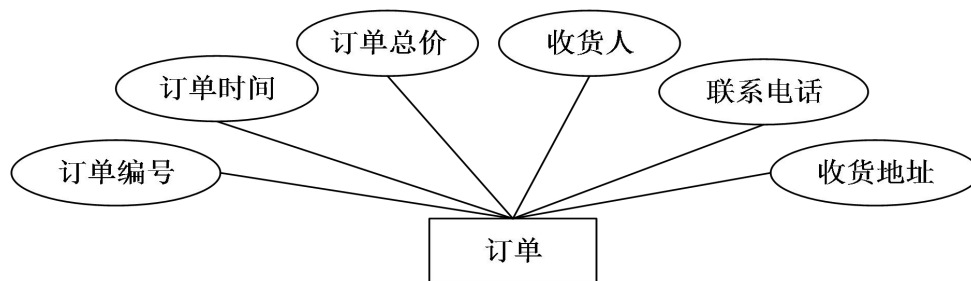 订单总价
收货人
订单时间
联系电话
订单编号
收货地址
订单